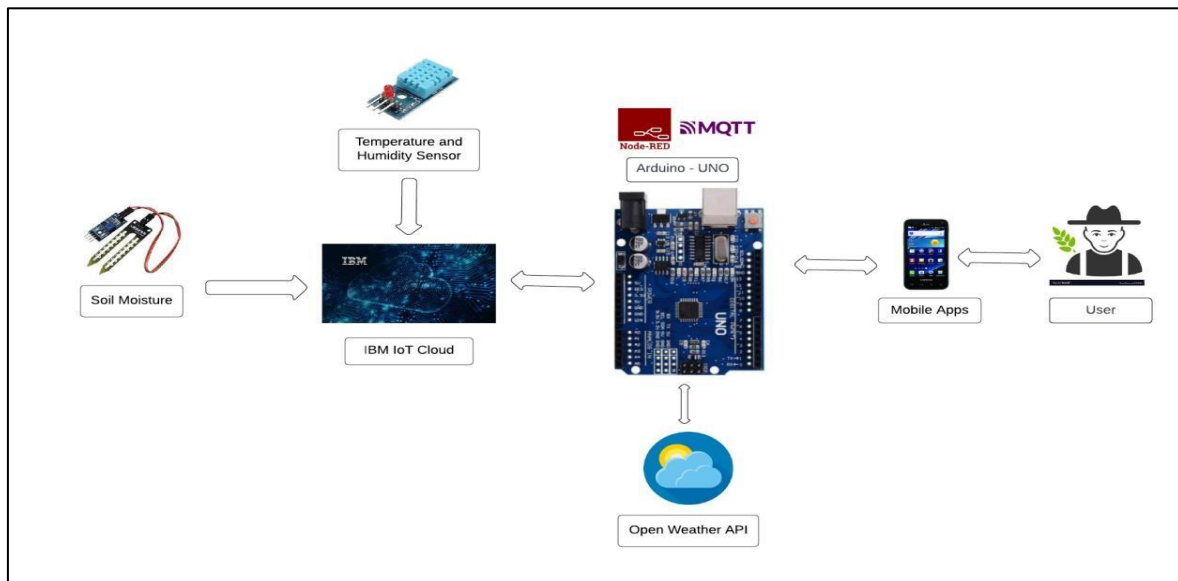 Temperature and
Humidity Sensor
Node-RED
MQTT
Arduino - UNO
Soil Moisture
IBM
IBM IoT Cloud
UNO
Mobile Apps
User
Open Weather API